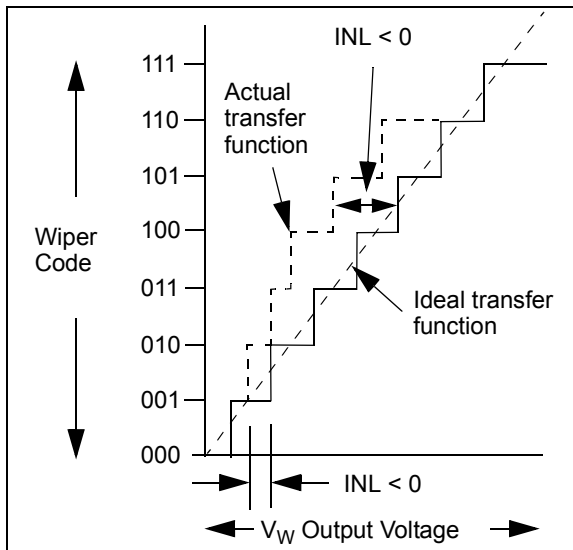 INL < 0
111
110
101
100
011
010
001
000
Actual
transfer
function
Wiper
Code
Ideal transfer
function
INL < 0
VW Output Voltage